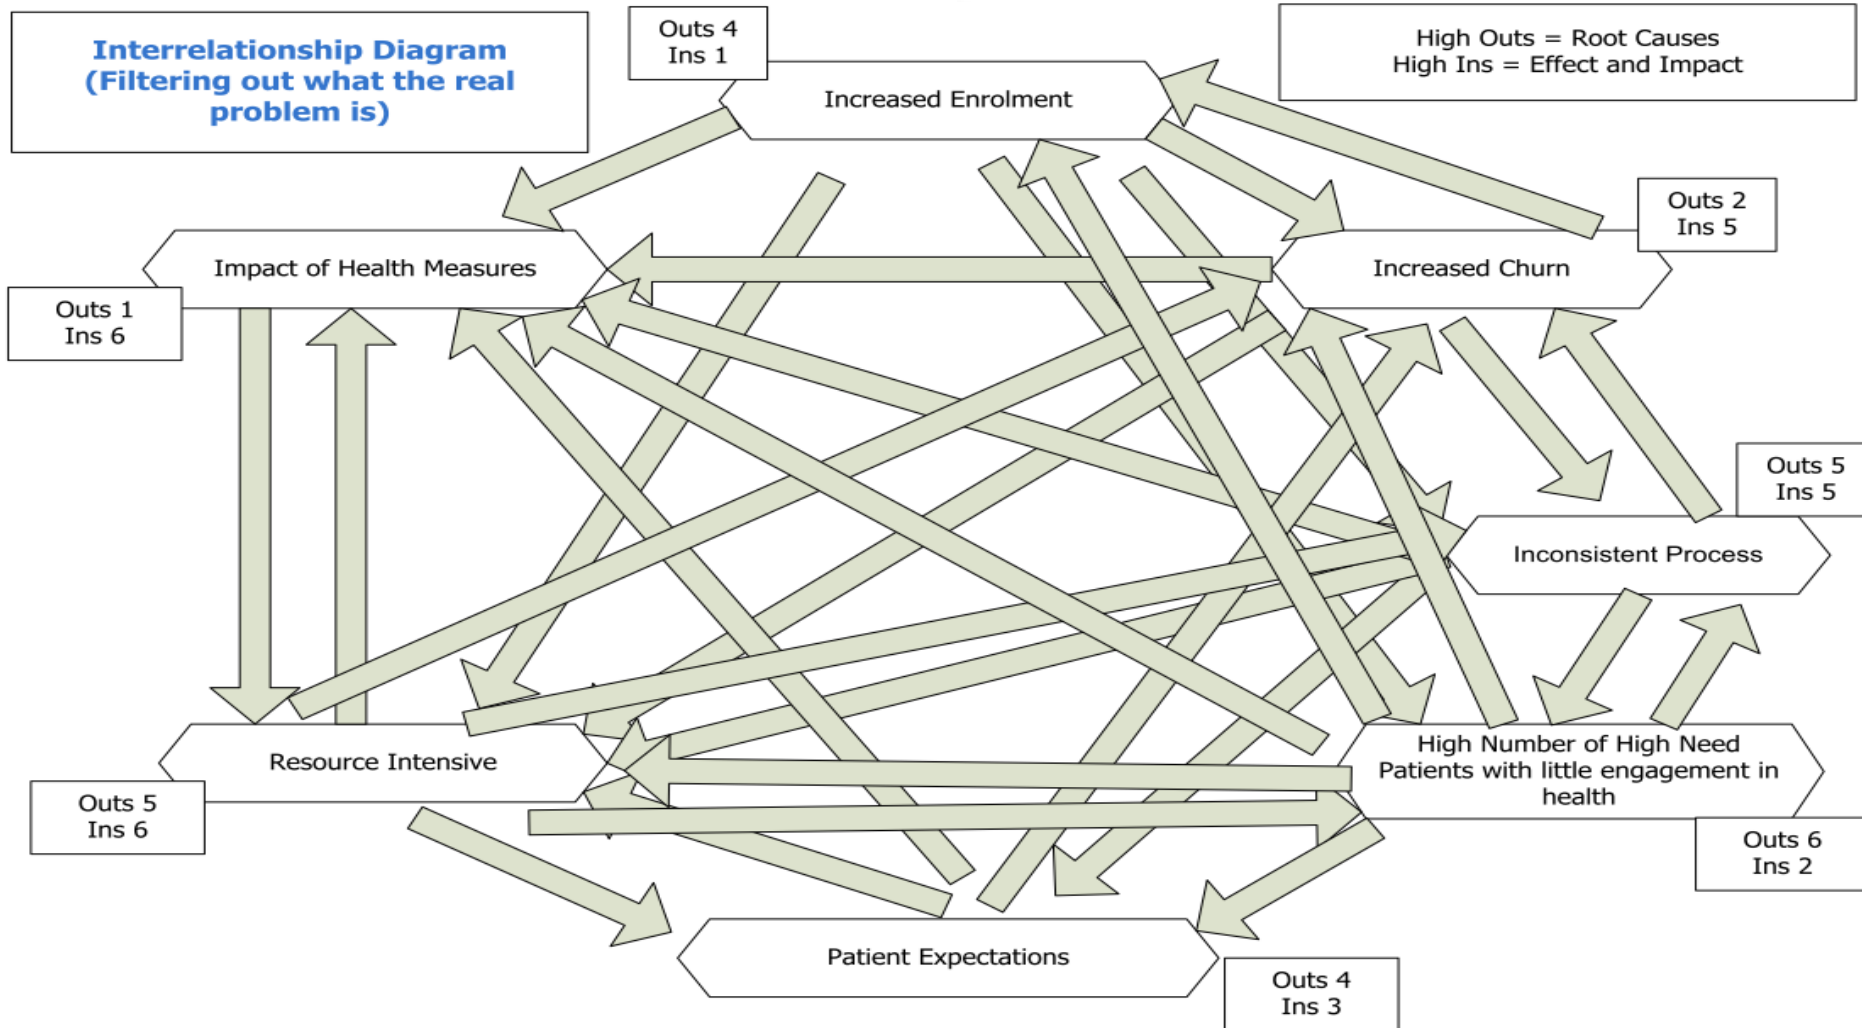 Interrelationship Diagram
(Filtering out what the real
problem is)
Outs 4
Ins 1
High Outs = Root Causes
High Ins = Effect and Impact
Increased Enrolment
Outs 2
Ins 5
Impact of Health Measures
Increased Churn
Outs 1
Ins 6
Outs 5
Ins 5
Inconsistent Process
Resource Intensive
High Number of High Need
Patients with little engagement in
health
Outs 5
Ins 6
Outs 6
Ins 2
Patient Expectations
Outs 4
Ins 3